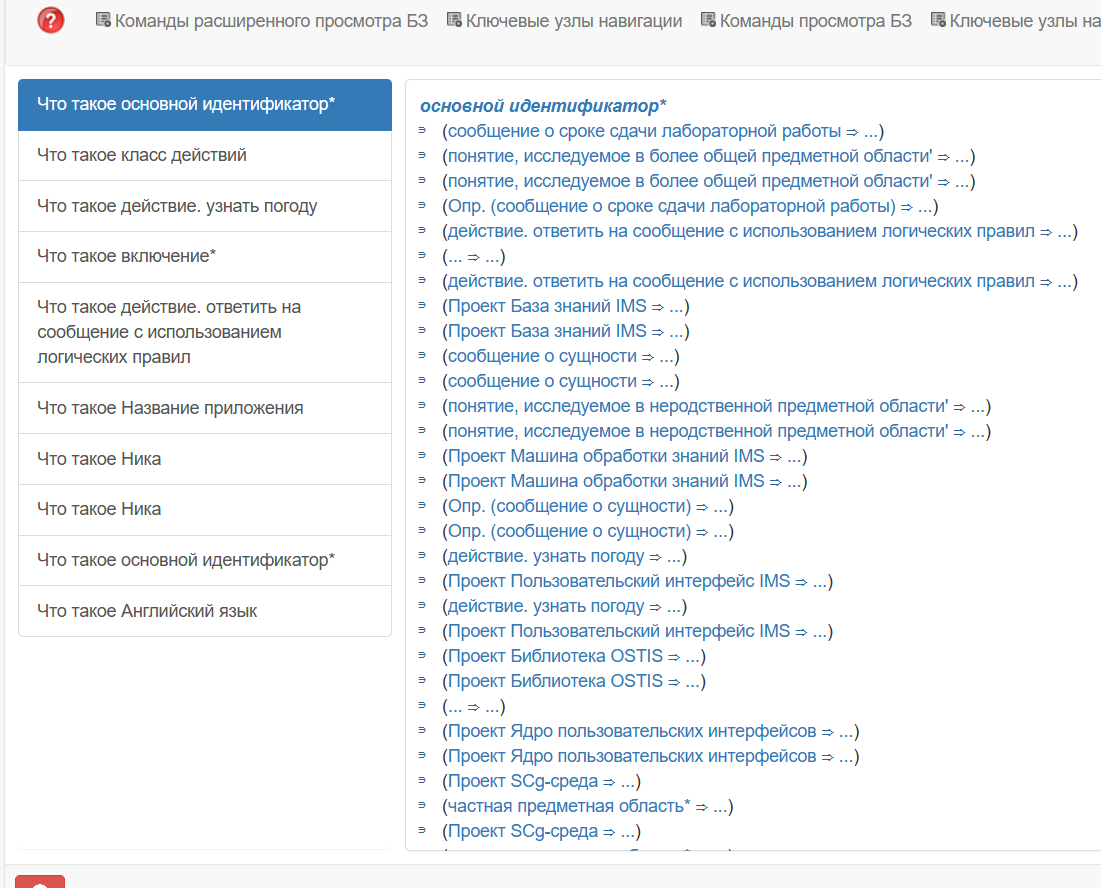 ?
Команды расширенного просмотра БЗ Ключевые узлы навигации Команды просмотра БЗ Ключевые узлы на
Что такое основной идентификатор*
Что такое класс действий
Что такое действие. узнать погоду
Что такое включение*
Что такое действие. ответить на
сообщение с использованием
логических правил
Что такое Название приложения
Что такое Ника
Что такое Ника
Что такое основной идентификатор*
Что такое Английский язык
основной идентификатор*
∍ (сообщение о сроке сдачи лабораторной работы ⇒ ...)
∍ (понятие, исследуемое в более общей предметной области' ⇒ ...)
∍ (понятие, исследуемое в более общей предметной области' ⇒ ...)
∍ (Опр. (сообщение о сроке сдачи лабораторной работы) ⇒ ...)
∍ (действие. ответить на сообщение с использованием логических правил ⇒ ...)
∍ (... ⇒ ...)
∍ (действие. ответить на сообщение с использованием логических правил ⇒ ...)
∍ (Проект База знаний IMS ⇒ ...)
∍ (Проект База знаний IMS ⇒ ...)
∍ (сообщение о сущности ⇒ ...)
∍ (сообщение о сущности ⇒ ...)
∍ (понятие, исследуемое в неродственной предметной области' ⇒ ...)
∍ (понятие, исследуемое в неродственной предметной области' ⇒ ...)
∍ (Проект Машина обработки знаний IMS ⇒ ...)
∍ (Проект Машина обработки знаний IMS ⇒ ...)
∍ (Опр. (сообщение о сущности) ⇒ ...)
∍ (Опр. (сообщение о сущности) ⇒ ...)
∍ (действие. узнать погоду ⇒ ...)
∍ (Проект Пользовательский интерфейс IMS ⇒ ...)
∍ (действие. узнать погоду ⇒ ...)
∍ (Проект Пользовательский интерфейс IMS ⇒ ...)
∍ (Проект Библиотека OSTIS ⇒ ...)
∍ (Проект Библиотека OSTIS ⇒ ...)
∍ (... ⇒ ...)
∍ (Проект Ядро пользовательских интерфейсов ⇒ ...)
∍ (Проект Ядро пользовательских интерфейсов ⇒ ...)
∍ (Проект SCg-среда ⇒ ...)
∍ (частная предметная область* ⇒ ...)
∍ (Проект SCg-среда ⇒ ...)